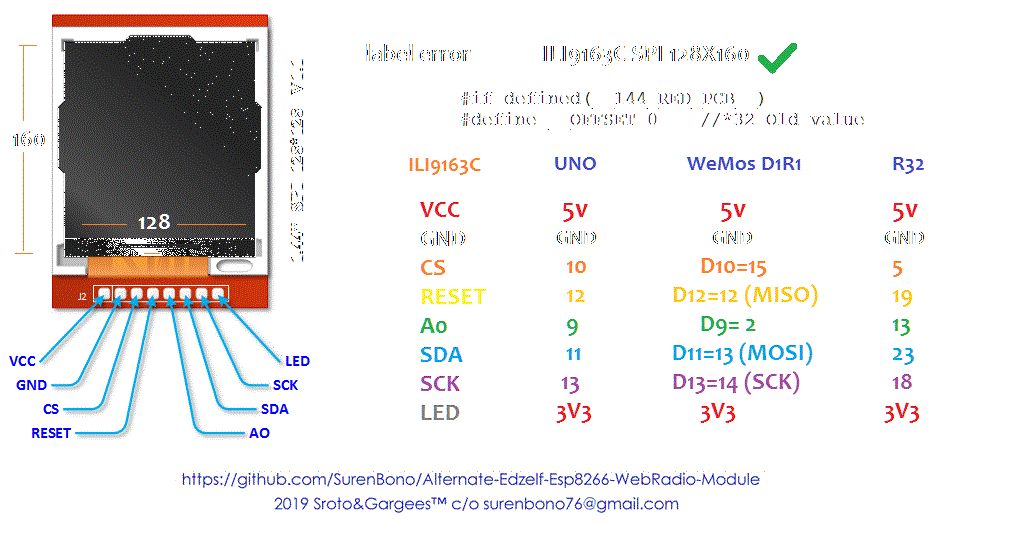 label error ILI9163C SPI 128X160
#if defined( __144_RED_PCB__ )
#define __OFFSET 0 //*32 Old value
160
128
1.44" SPI 128*128 V1.1
J2
VCC
GND
CS
RESET
LED
SCK
SDA
AO
ILI9163C UNO WeMos D1R1 R32
VCC 5v 5v 5v
GND GND GND GND
CS 10 D10=15 5
RESET 12 D12=12 (MISO) 19
A0 9 D9= 2 13
SDA 11 D11=13 (MOSI) 23
SCK 13 D13=14 (SCK) 18
LED 3V3 3V3 3V3
https://github.com/SurenBono/Alternate-Edzelf-Esp8266-WebRadio-Module
2019 Sroto&Gargees™ c/o surenbono76@gmail.com